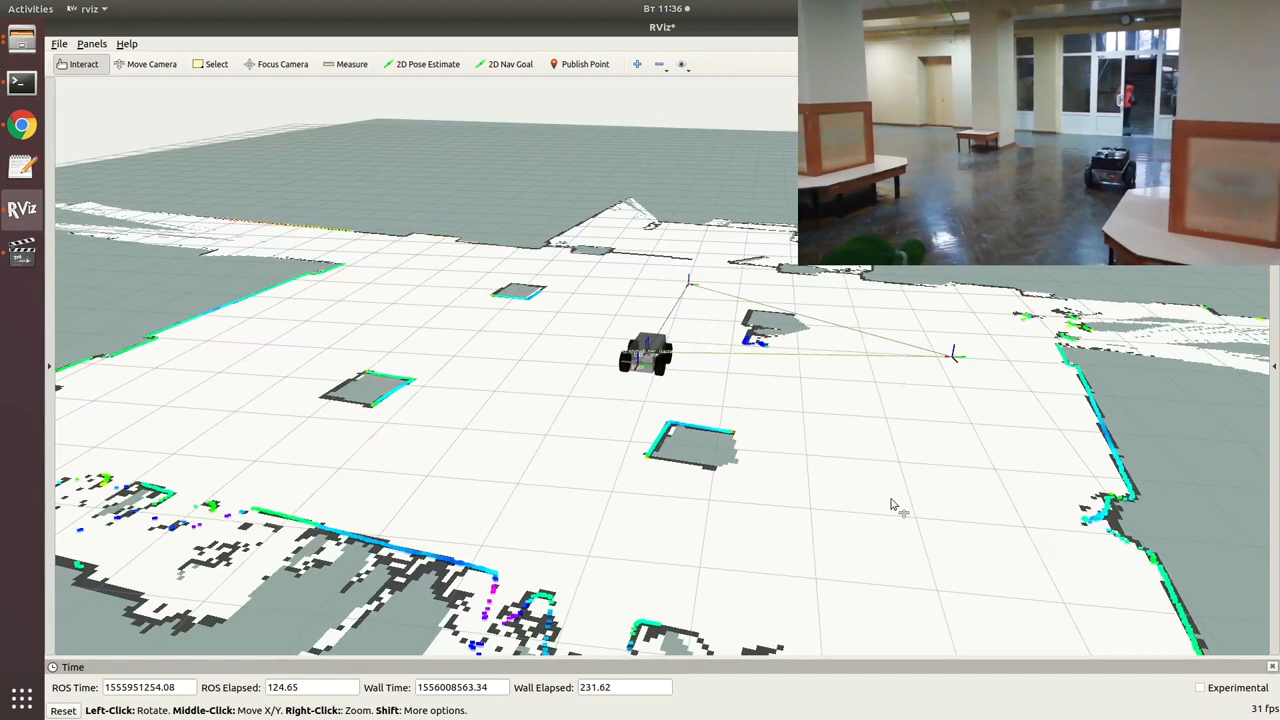 Activities
rviz
Вт 11:36
RViz*
File Panels Help
Interact Move Camera Select Focus Camera Measure 2D Pose Estimate 2D Nav Goal Publish Point
RViz
Time
ROS Time: 1555951254.08 ROS Elapsed: 124.65 Wall Time: 1556008563.34 Wall Elapsed: 231.62 Experimental
Reset Left-Click: Rotate. Middle-Click: Move X/Y. Right-Click:: Zoom. Shift: More options. 31 fps